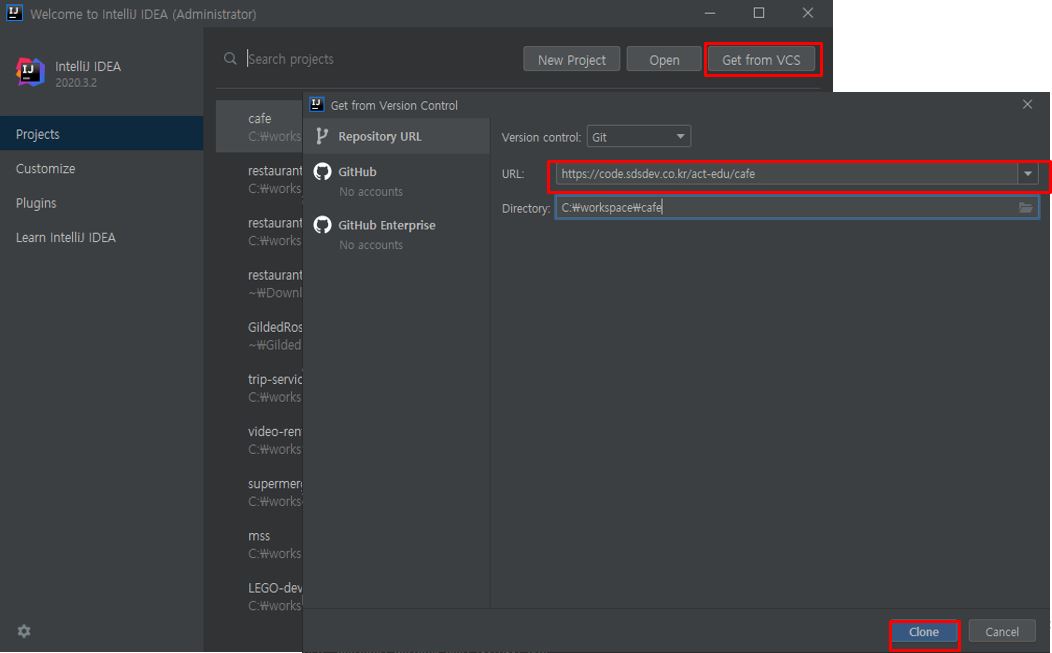 Welcome to IntelliJ IDEA (Administrator)
IntelliJ IDEA
2020.3.2
Projects
Customize
Plugins
Learn IntelliJ IDEA
Search projects
New Project
Open
Get from VCS
cafe
C:₩works
restaurant
C:₩works
restaurant
C:₩works
restaurant
~₩Downl
GildedRos
~₩Gilded
trip-servic
C:₩works
video-ren
C:₩works
supermerg
C:₩works
mss
C:₩works
LEGO-dev
C:₩works
Get from Version Control
Repository URL
GitHub
No accounts
GitHub Enterprise
No accounts
Version control: Git
URL: https://code.sdsdev.co.kr/act-edu/cafe
Directory: C:₩workspace₩cafe
Clone
Cancel